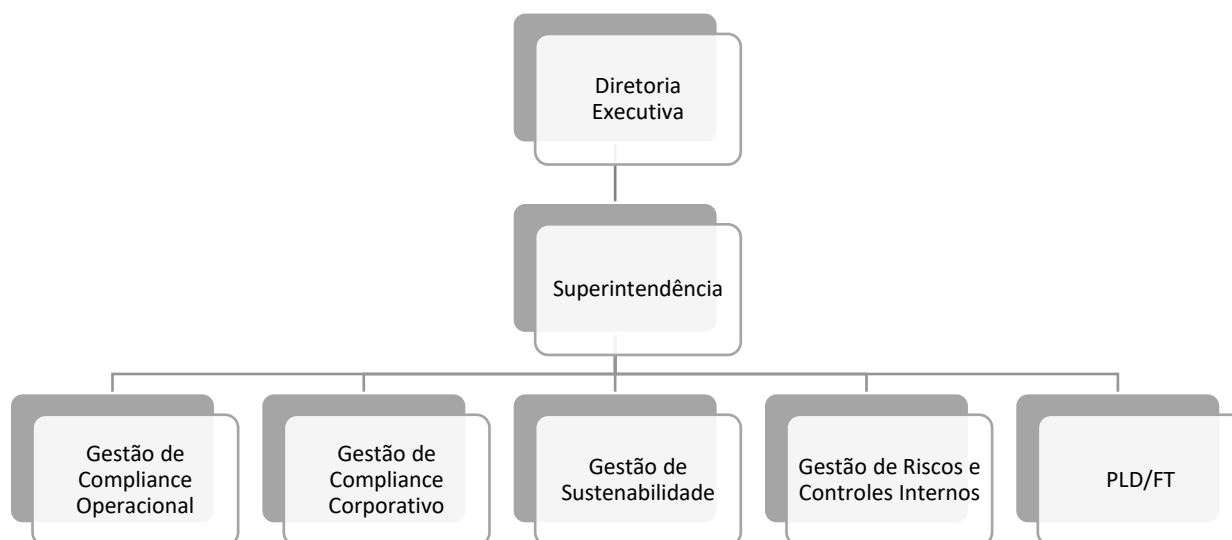 Diretoria
Executiva
Superintendência
Gestão de
Compliance
Operacional
Gestão de
Compliance
Corporativo
Gestão de
Sustenabilidade
Gestão de Riscos e
Controles Internos
PLD/FT